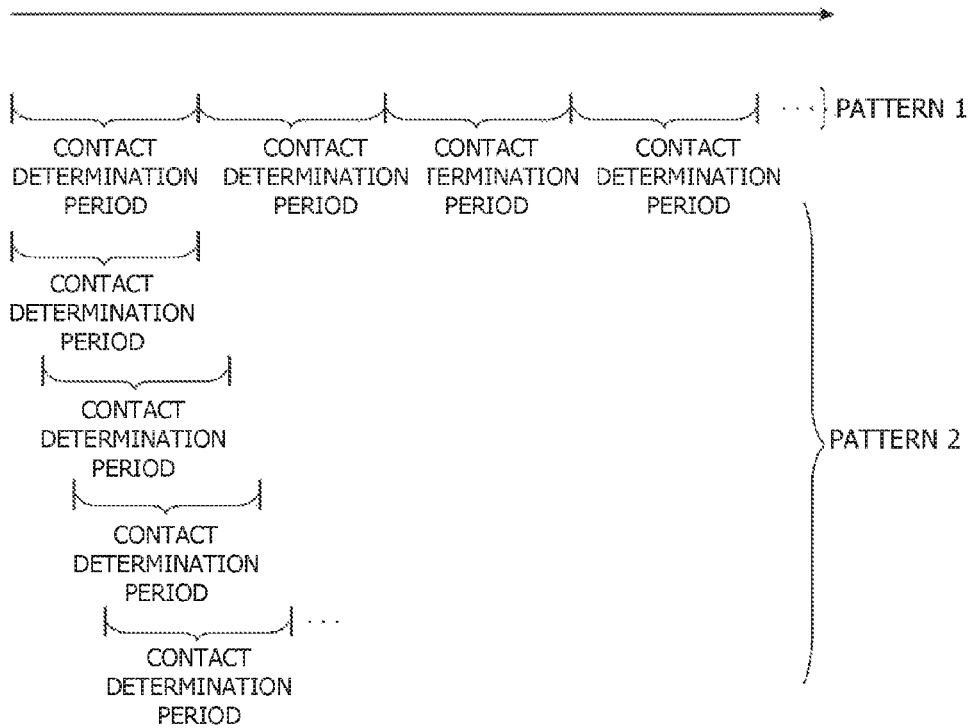 · · · PATTERN 1
CONTACT DETERMINATION PERIOD
CONTACT DETERMINATION PERIOD
CONTACT TERMINATION PERIOD
CONTACT DETERMINATION PERIOD
CONTACT
DETERMINATION
PERIOD
CONTACT
DETERMINATION
PERIOD
PATTERN 2
CONTACT
DETERMINATION
PERIOD
· · ·
CONTACT
DETERMINATION
PERIOD